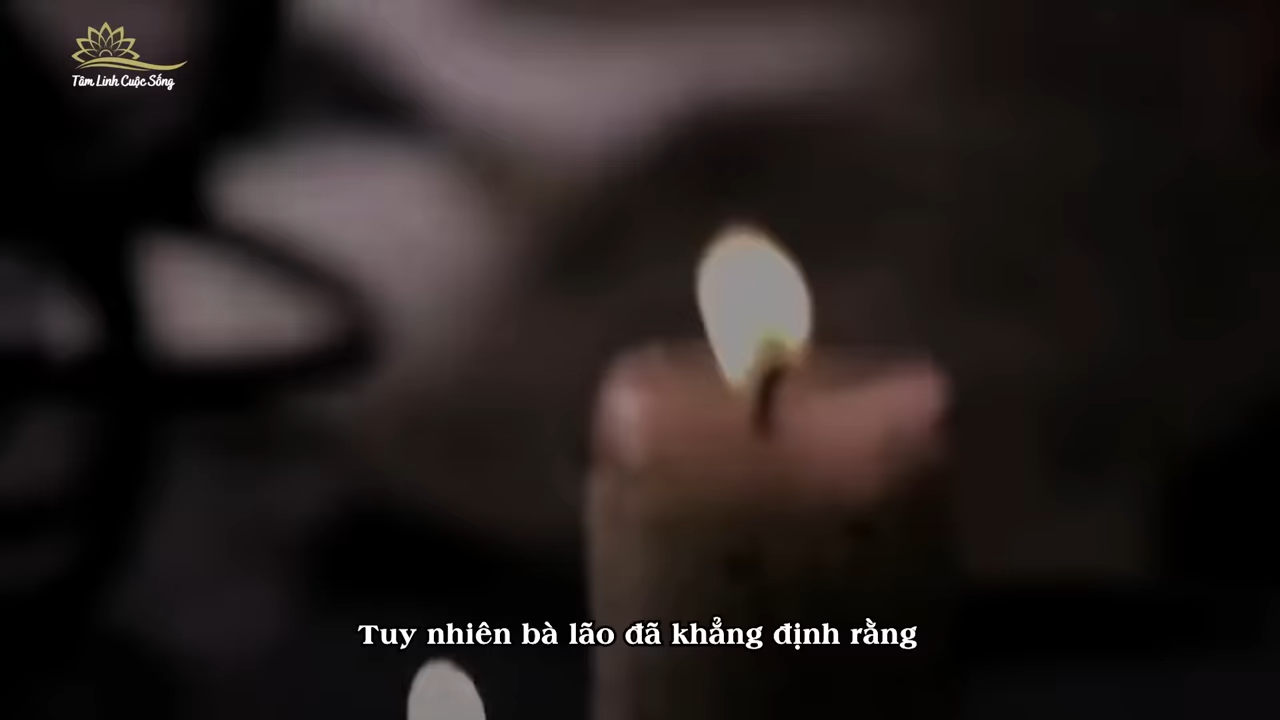 Tâm Linh Cuộc Sống
Tuy nhiên bà lão đã khẳng định rằng